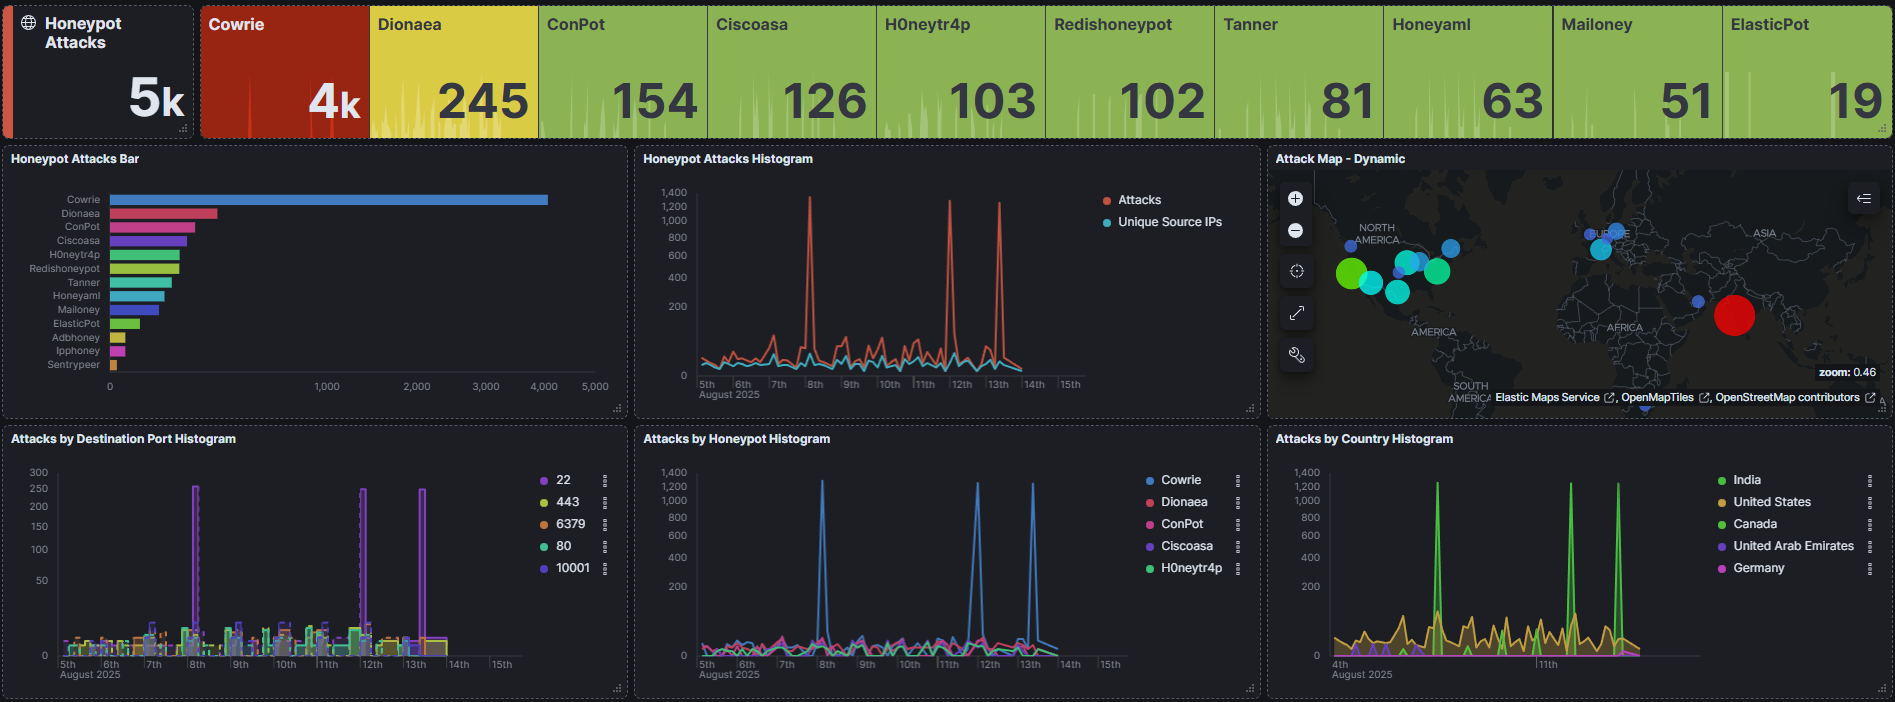 Honeypot
Attacks
5k
Cowrie
4k
Dionaea
245
ConPot
154
Ciscoasa
126
H0neytr4p
103
Redishoneypot
102
Tanner
81
Honeyaml
63
Mailoney
51
ElasticPot
19
Honeypot Attacks Bar
Cowrie
Dionaea
ConPot
Ciscoasa
H0neytr4p
Redishoneypot
Tanner
Honeyaml
Mailoney
ElasticPot
Adbhoney
Ipphoney
Sentrypeer
0 1,000 2,000 3,000 4,000 5,000
Honeypot Attacks Histogram
1,400
1,200
1,000
800
600
400
200
0
5th 6th 7th 8th 9th 10th 11th 12th 13th 14th 15th
August 2025
Attacks
Unique Source IPs
Attack Map - Dynamic
NORTH
AMERICA
EUROPE
ASIA
AMERICA
AFRICA
SOUTH
AMERICA
zoom: 0.46
Elastic Maps Service, OpenMapTiles, OpenStreetMap contributors
Attacks by Destination Port Histogram
300
250
200
150
100
50
0
5th 6th 7th 8th 9th 10th 11th 12th 13th 14th 15th
August 2025
22
443
6379
80
10001
Attacks by Honeypot Histogram
1,400
1,200
1,000
800
600
400
200
0
5th 6th 7th 8th 9th 10th 11th 12th 13th 14th 15th
August 2025
Cowrie
Dionaea
ConPot
Ciscoasa
H0neytr4p
Attacks by Country Histogram
1,400
1,200
1,000
800
600
400
200
0
4th 11th
August 2025
India
United States
Canada
United Arab Emirates
Germany